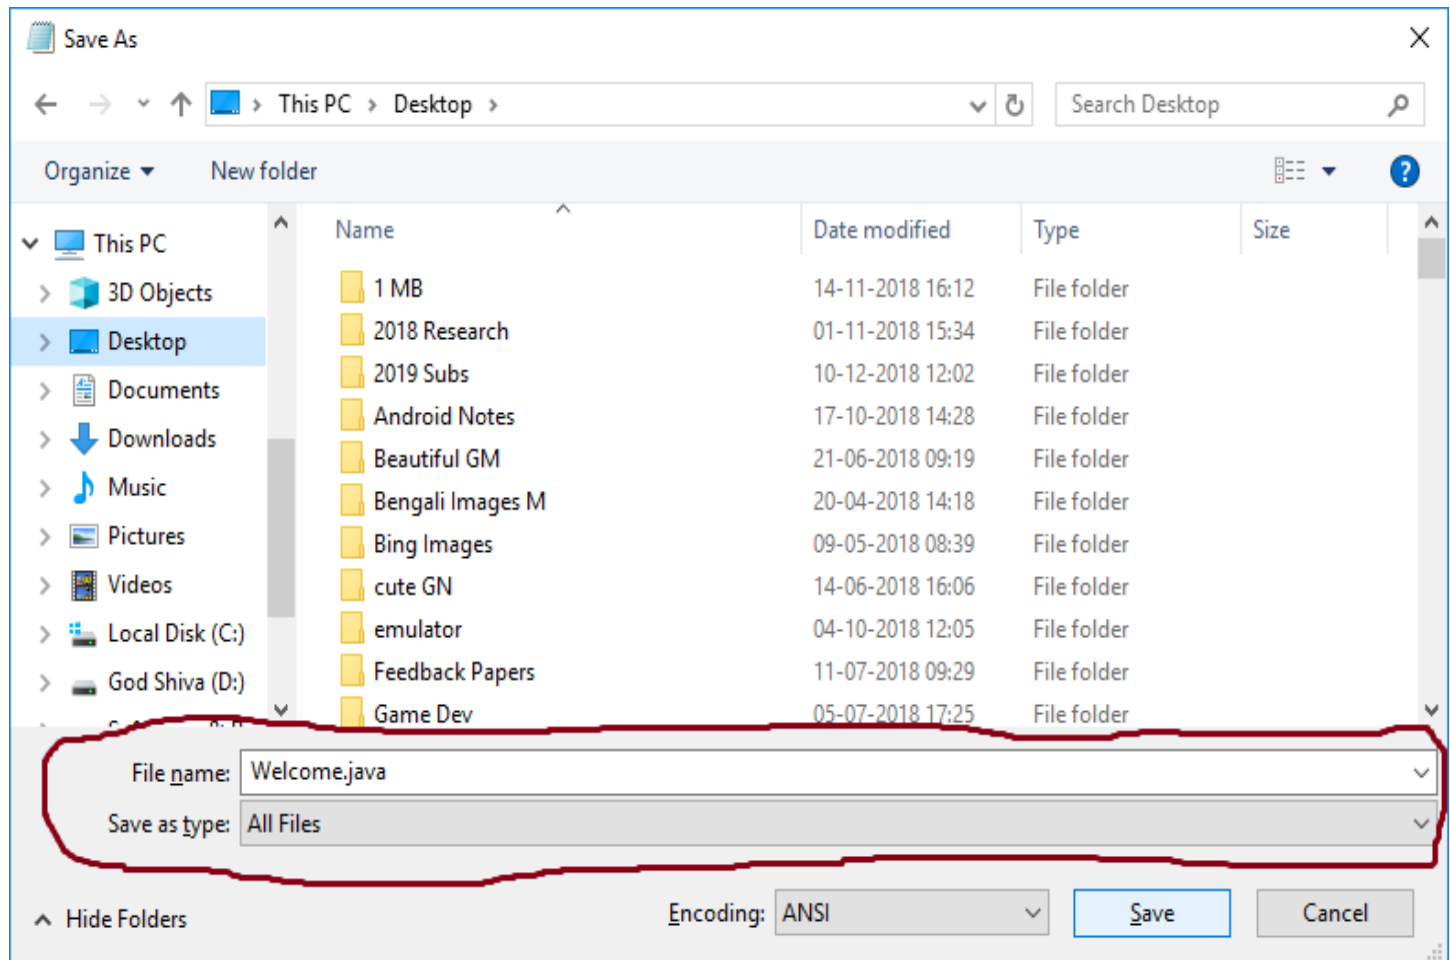 Save As
This PC > Desktop >
Search Desktop
Organize
New folder
?
Name Date modified Type Size
This PC
3D Objects
Desktop
Documents
Downloads
Music
Pictures
Videos
Local Disk (C:)
God Shiva (D:)
1 MB 14-11-2018 16:12 File folder
2018 Research 01-11-2018 15:34 File folder
2019 Subs 10-12-2018 12:02 File folder
Android Notes 17-10-2018 14:28 File folder
Beautiful GM 21-06-2018 09:19 File folder
Bengali Images M 20-04-2018 14:18 File folder
Bing Images 09-05-2018 08:39 File folder
cute GN 14-06-2018 16:06 File folder
emulator 04-10-2018 12:05 File folder
Feedback Papers 11-07-2018 09:29 File folder
Game Dev 05-07-2018 17:25 File folder
File name: Welcome.java
Save as type: All Files
Hide Folders
Encoding: ANSI
Save
Cancel